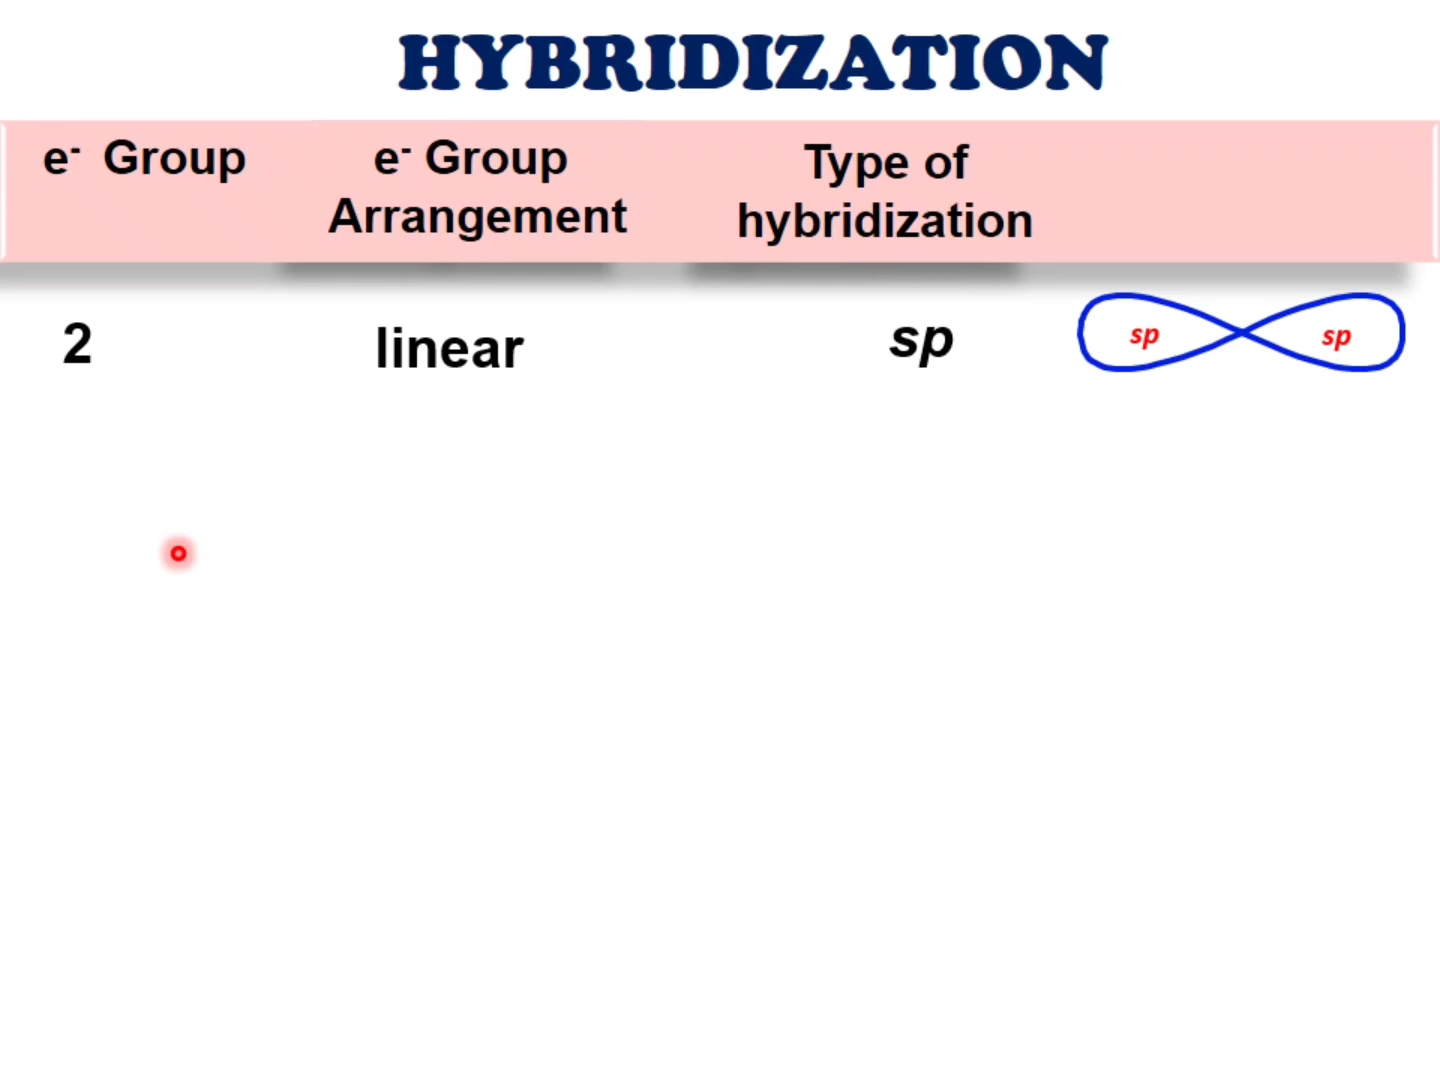 HYBRIDIZATION
e⁻ Group
e⁻ Group
Arrangement
Type of
hybridization
2
linear
sp
sp
sp